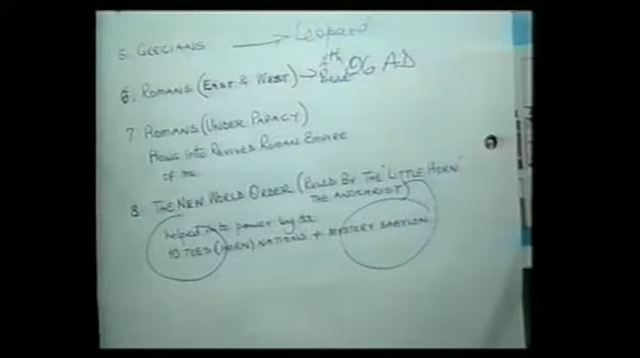 5. GRECIANS → Leopard
6. ROMANS (EAST & WEST) → 4th Beast 96 AD
7. ROMANS (UNDER PAPACY)
INTO REVIVED ROMAN EMPIRE
of the
8. THE NEW WORLD ORDER (RULED BY THE "LITTLE HORN"
THE ANTICHRIST)
helped into power by the
10 TOES (HORN) NATIONS + MYSTERY BABYLON